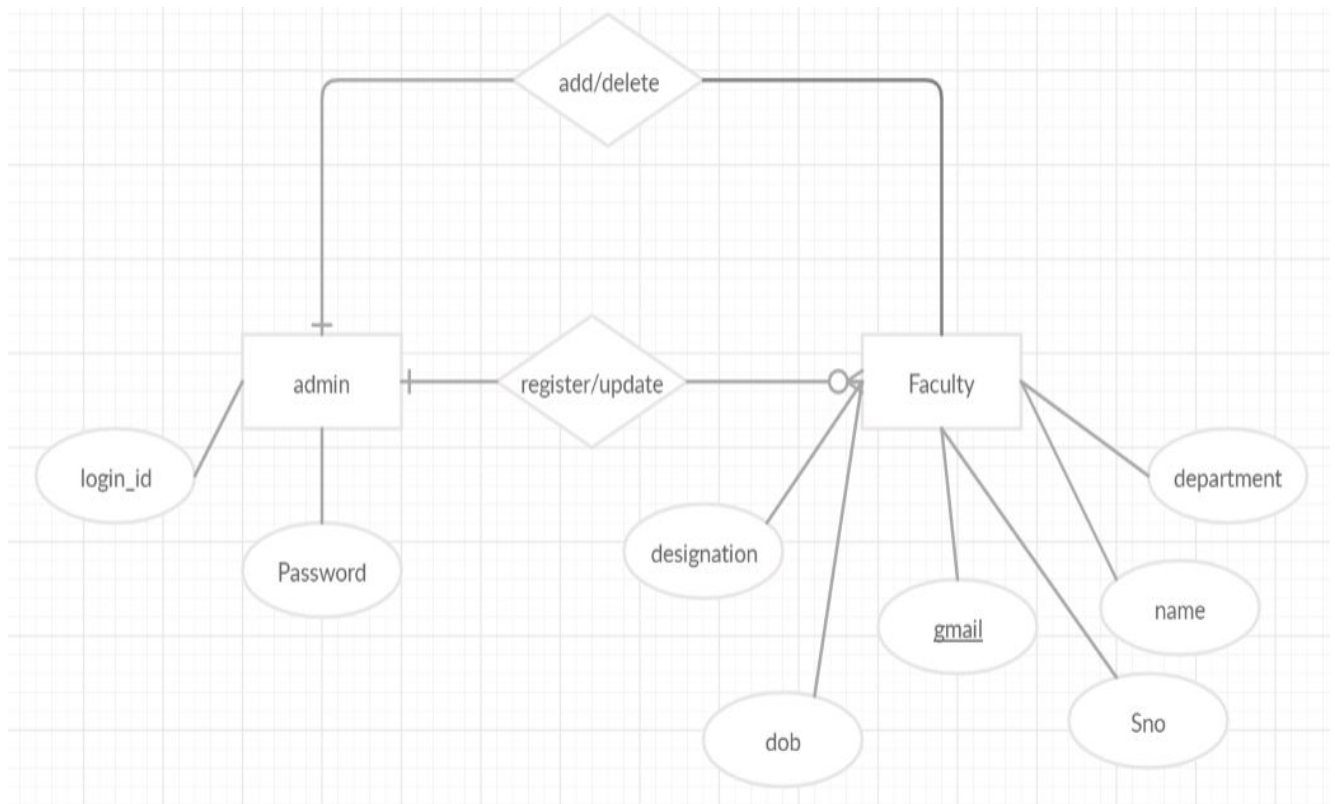 add/delete
admin
register/update
Faculty
login_id
Password
designation
department
gmail
name
dob
Sno